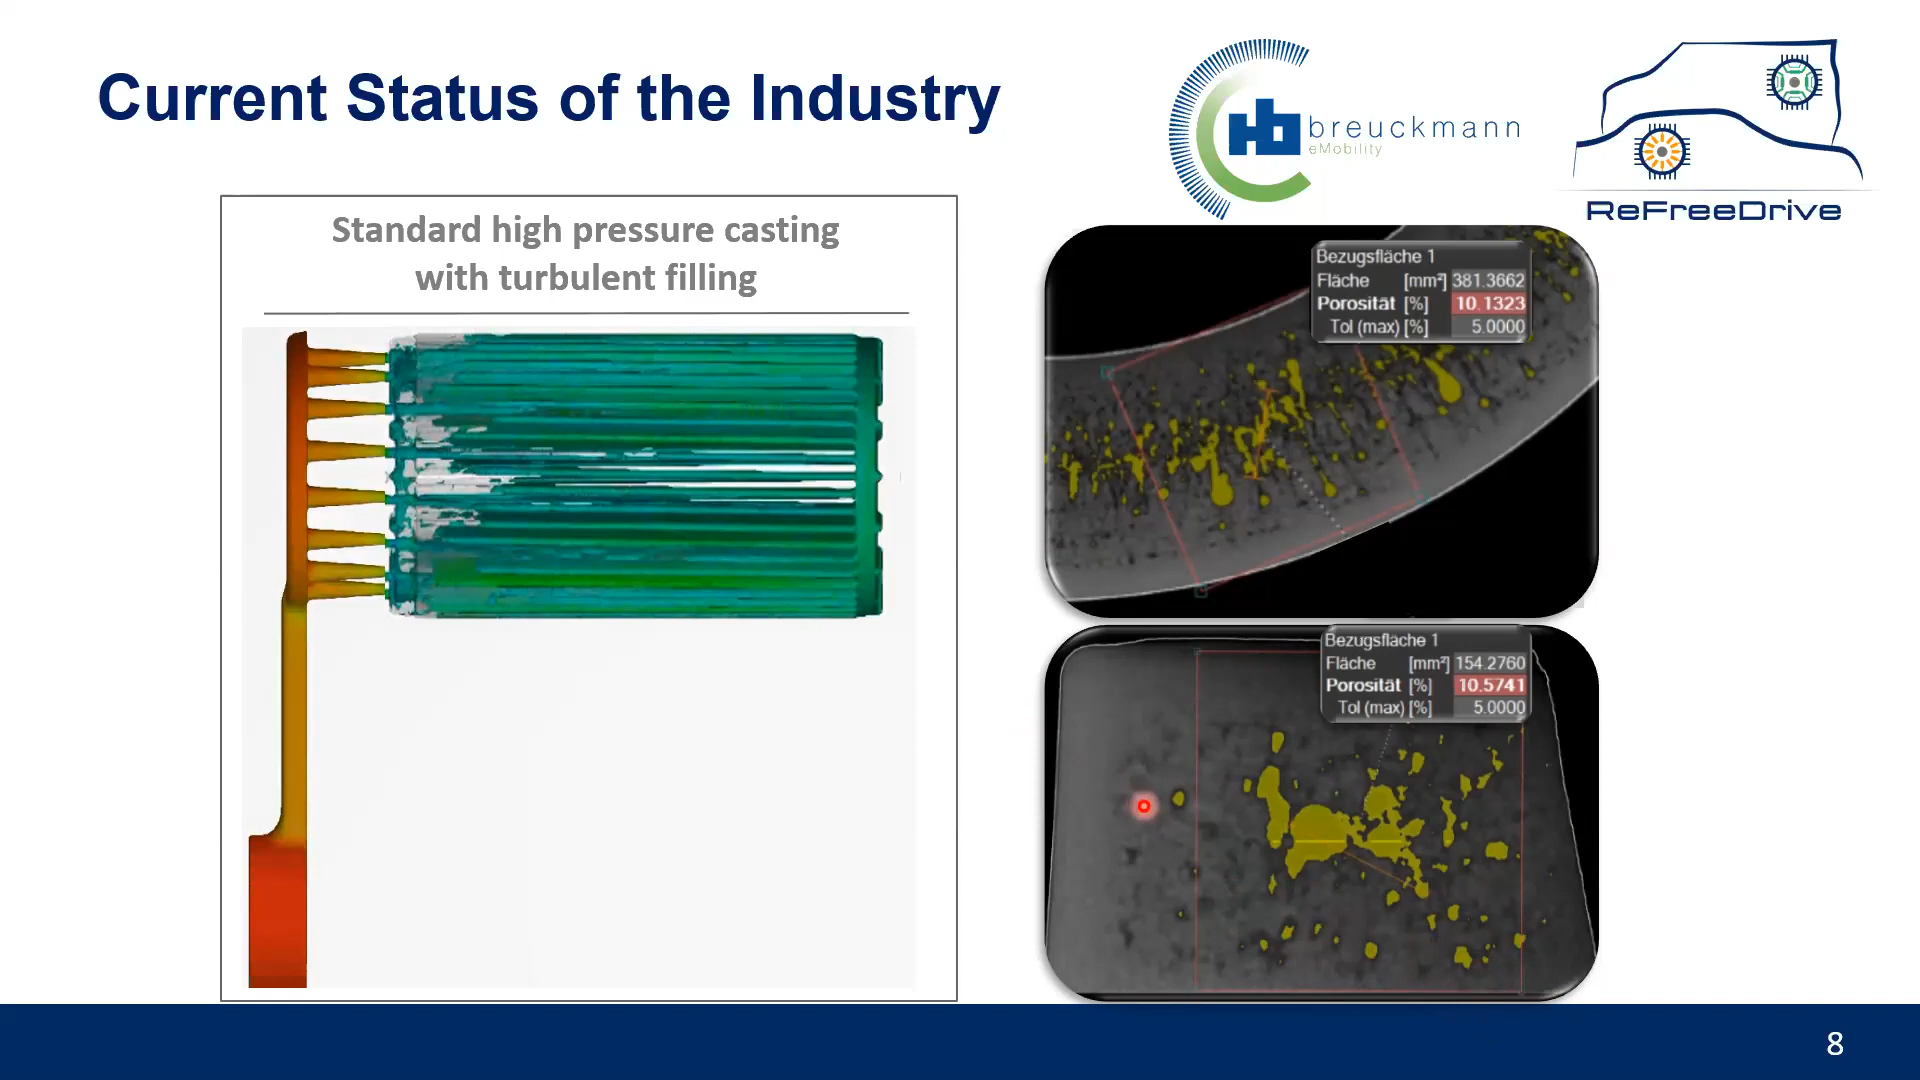 Current Status of the Industry
breuckmann
eMobility
ReFreeDrive
Standard high pressure casting
with turbulent filling
Bezugsfläche 1
Fläche [mm²] 381.3662
Porosität [%] 10.1323
Tol (max) [%] 5.0000
Bezugsfläche 1
Fläche [mm²] 154.2760
Porosität [%] 10.5741
Tol (max) [%] 5.0000
8